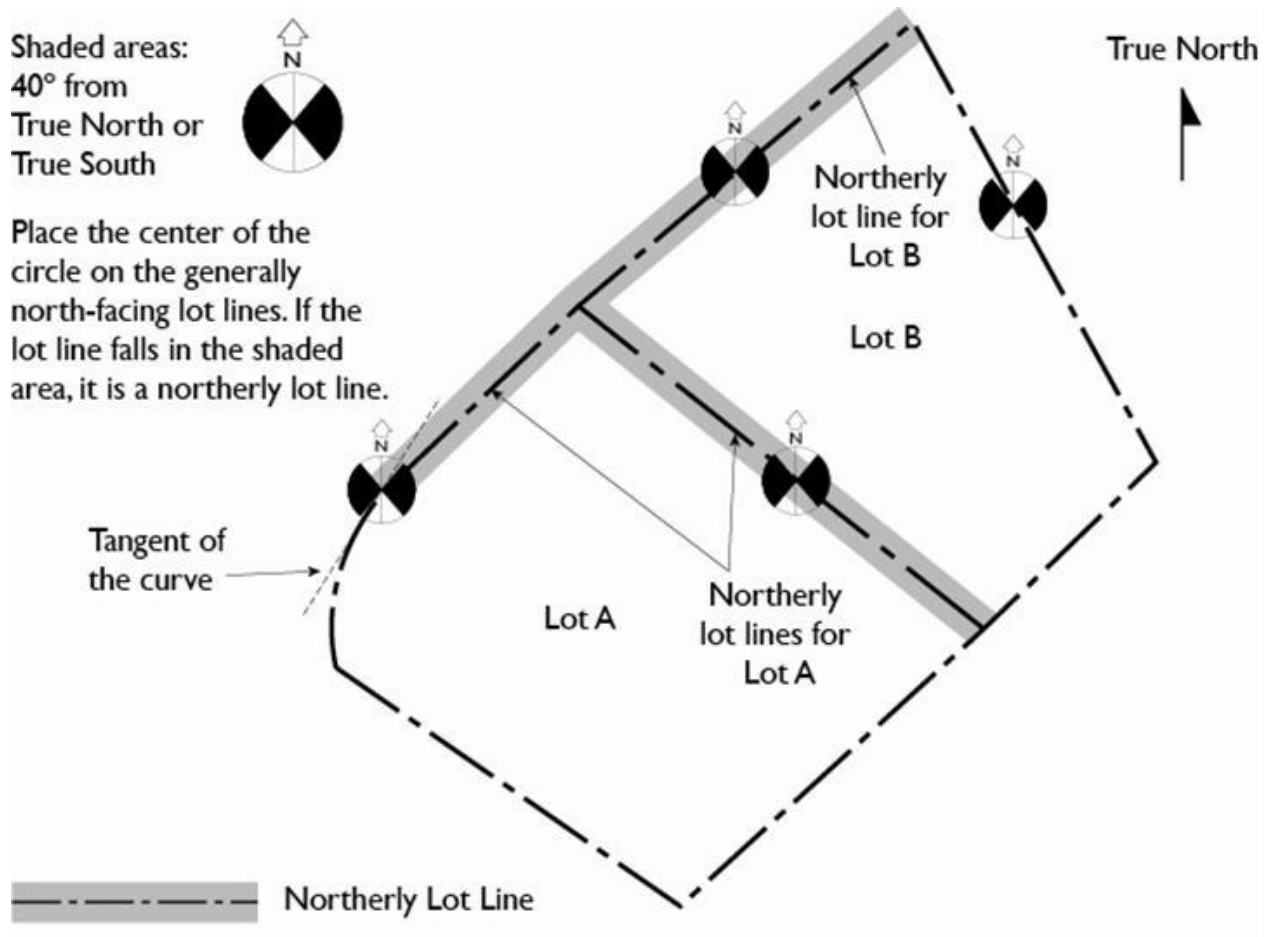 Shaded areas:
40° from
True North or
True South
N
Place the center of the
circle on the generally
north-facing lot lines. If the
lot line falls in the shaded
area, it is a northerly lot line.
True North
N
N
Northerly
lot line for
Lot B
Lot B
N
N
Tangent of
the curve
Lot A
Northerly
lot lines for
Lot A
Northerly Lot Line